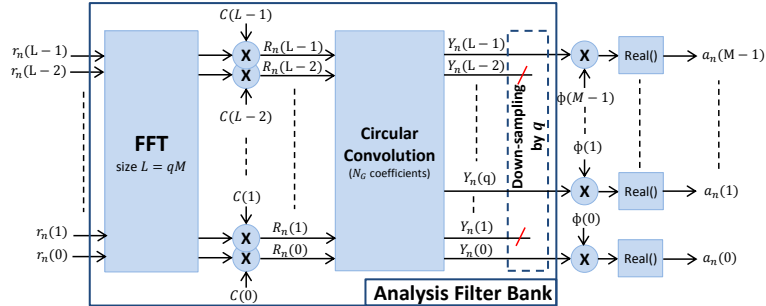 C(L−1)
r_n(L−1) R_n(L−1) Y_n(L−1) Real() a_n(M−1)
r_n(L−2) R_n(L−2) Y_n(L−2)
C(L−2) ϕ(M−1)
FFT
size L = qM
Circular
Convolution
(N_G coefficients)
Down-sampling
by q
ϕ(1)
C(1) Y_n(q) Real() a_n(1)
r_n(1) R_n(1) Y_n(1) ϕ(0)
r_n(0) R_n(0) Y_n(0) Real() a_n(0)
C(0)
X X X X X X X
Analysis Filter Bank